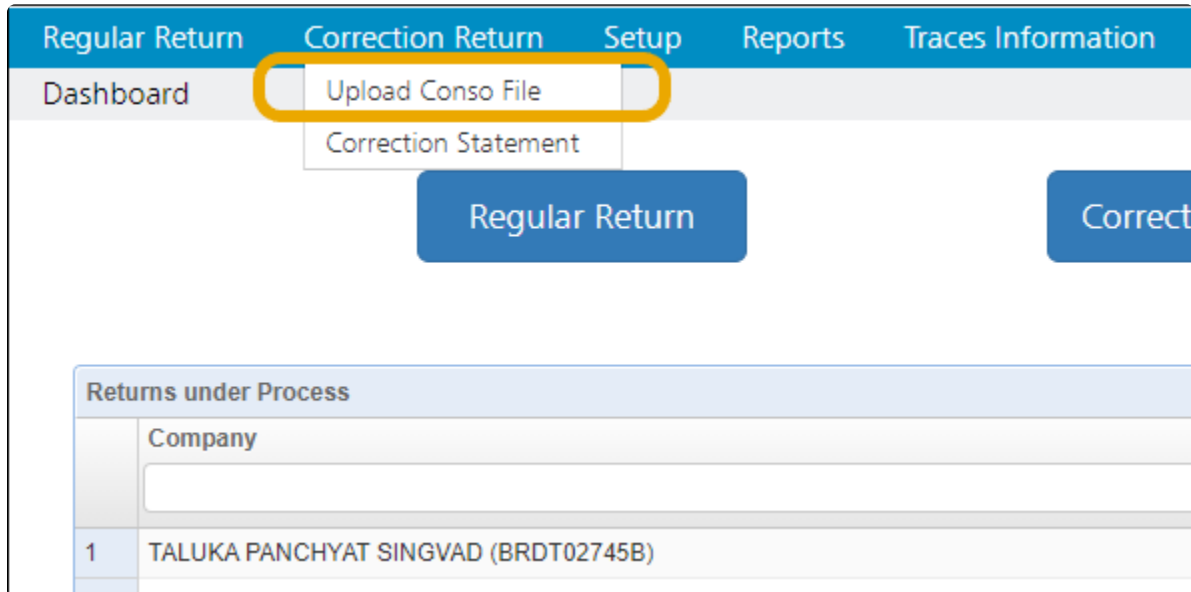 Regular Return Correction Return Setup Reports Traces Information
Dashboard
Upload Conso File
Correction Statement
Regular Return
Correct
Returns under Process
Company
1 TALUKA PANCHYAT SINGVAD (BRDT02745B)